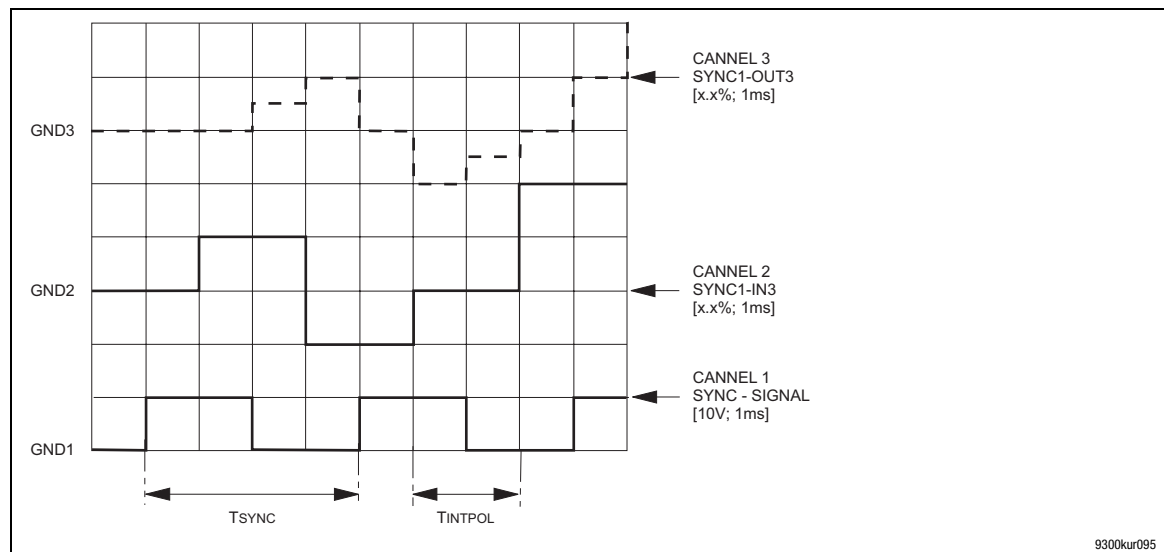 CANNEL 3
SYNC1-OUT3
[x.x%; 1ms]
GND3
GND2
CANNEL 2
SYNC1-IN3
[x.x%; 1ms]
CANNEL 1
SYNC - SIGNAL
[10V; 1ms]
GND1
TSYNC
TINTPOL
9300kur095